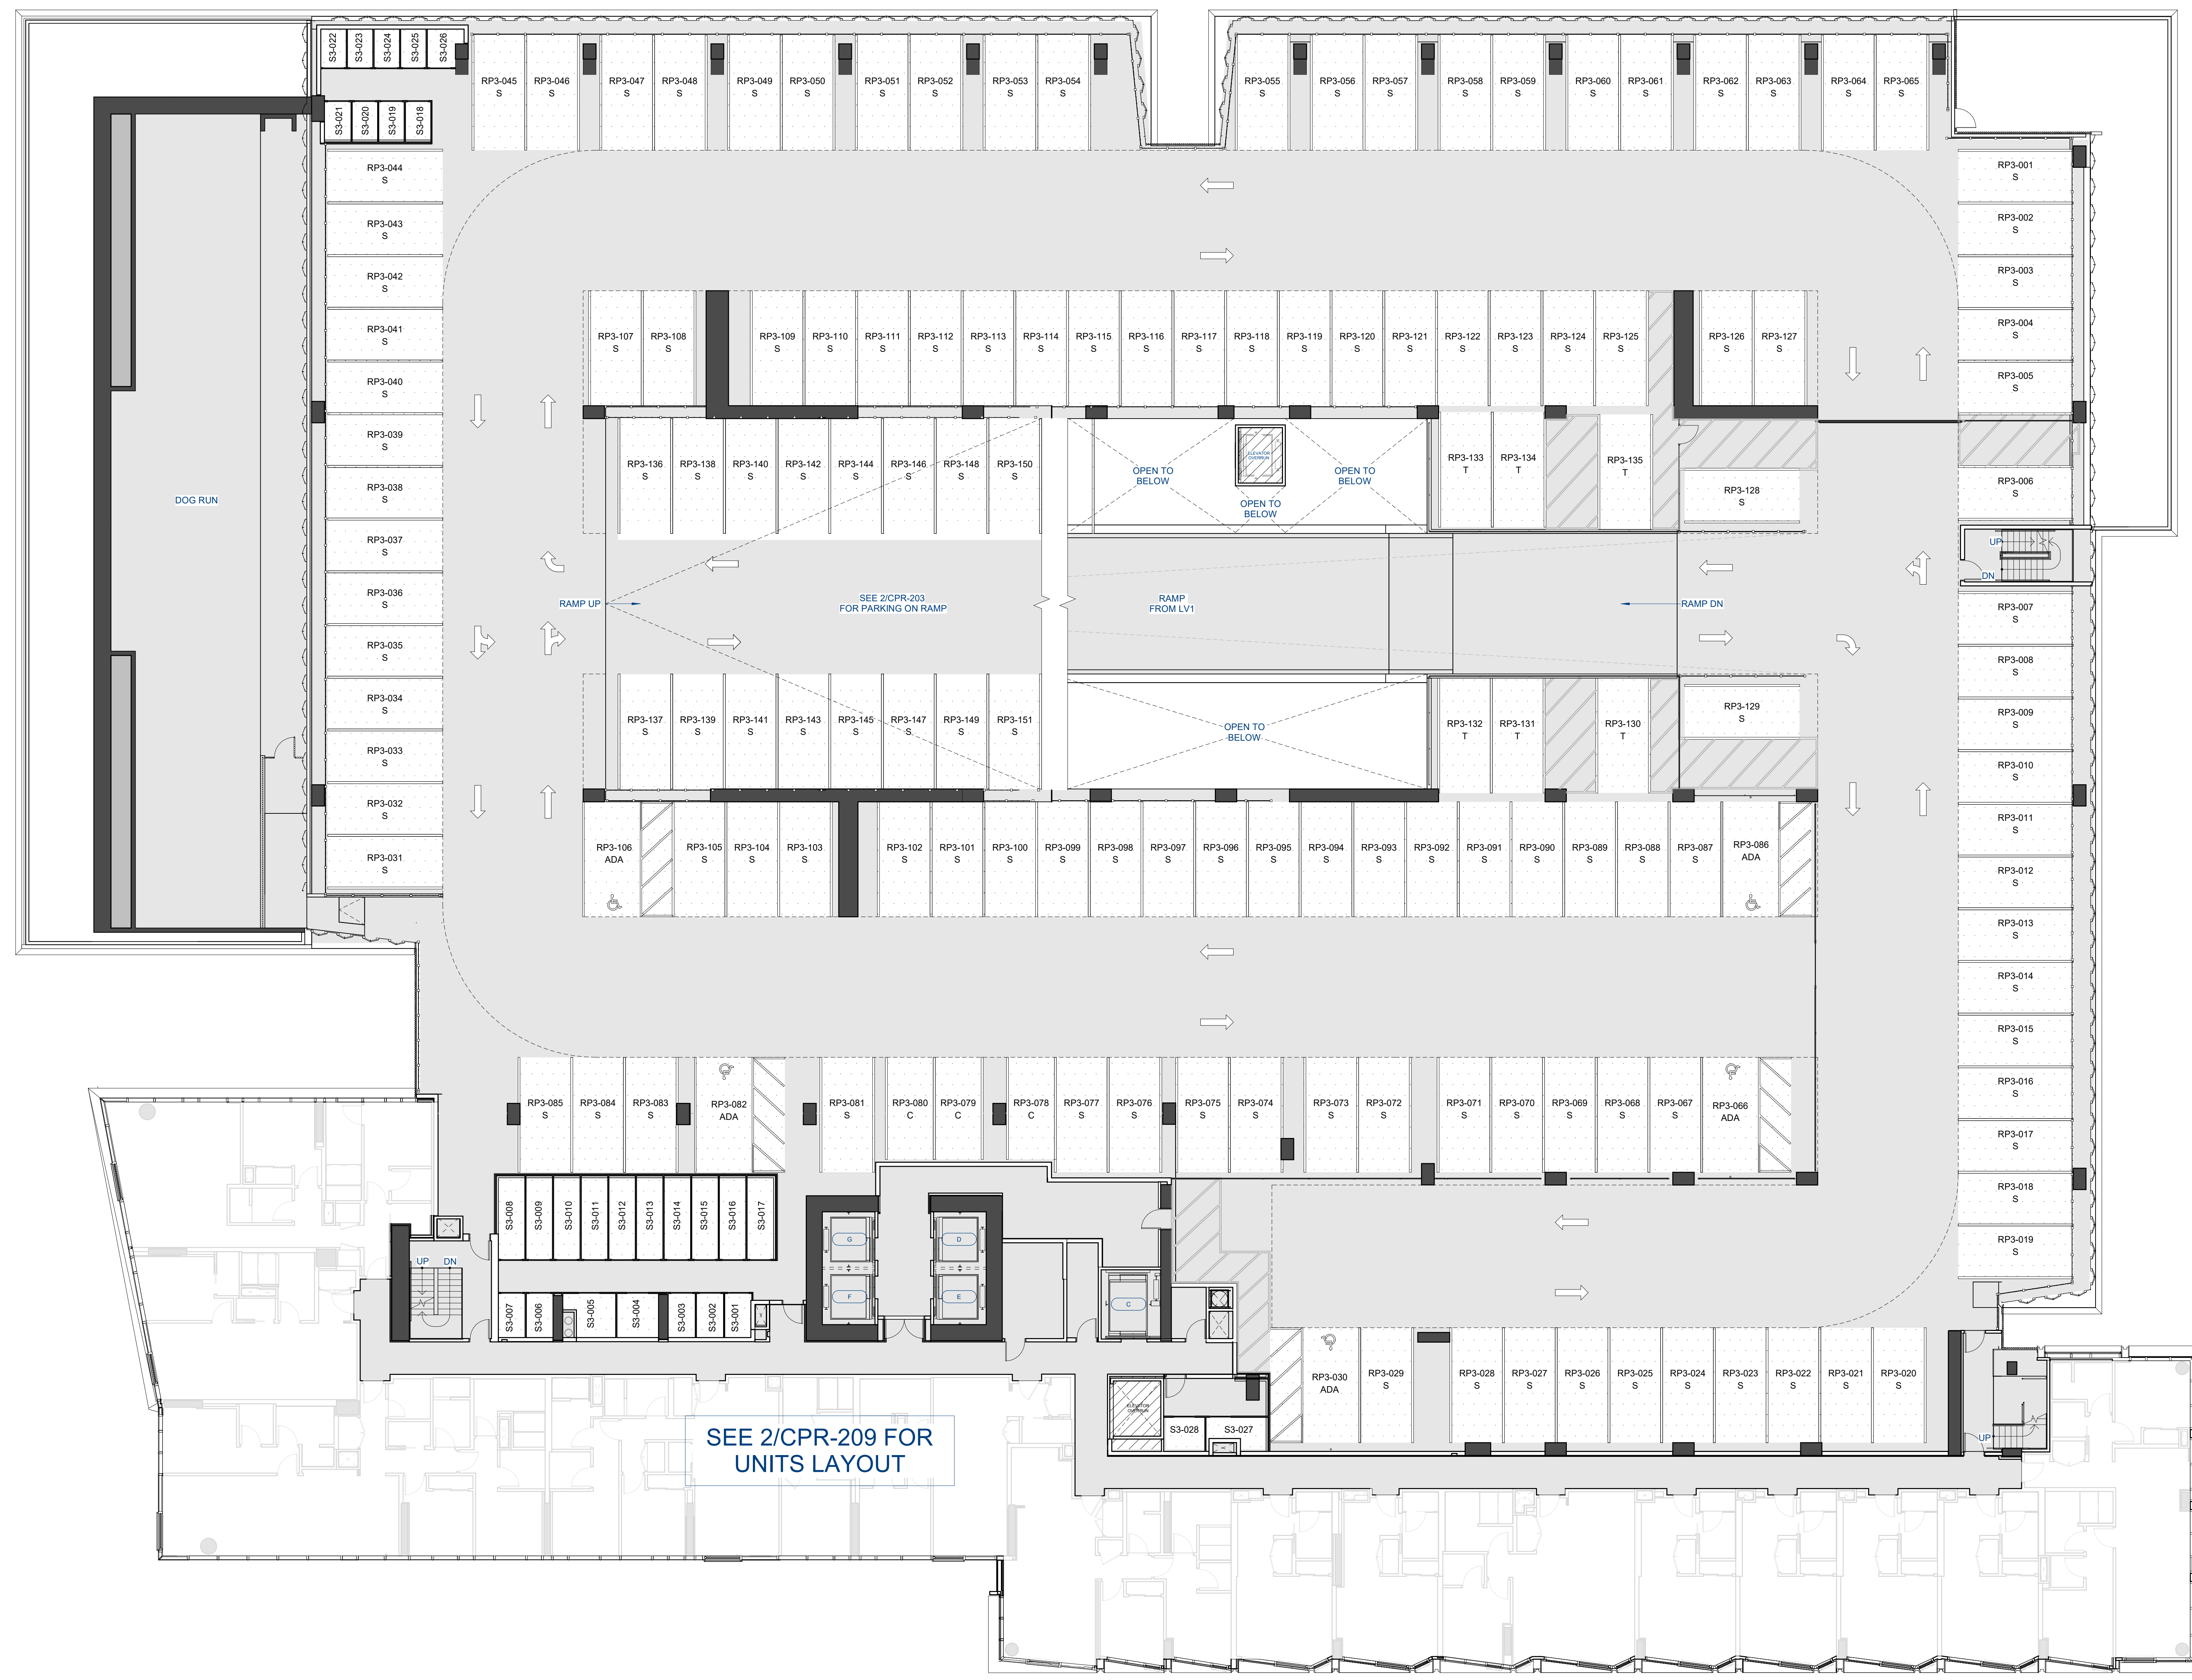 S3-022
S3-023
S3-024
S3-025
S3-026
RP3-045
S
RP3-046
S
RP3-047
S
RP3-048
S
RP3-049
S
RP3-050
S
RP3-051
S
RP3-052
S
RP3-053
S
RP3-054
S
RP3-055
S
RP3-056
S
RP3-057
S
RP3-058
S
RP3-059
S
RP3-060
S
RP3-061
S
RP3-062
S
RP3-063
S
RP3-064
S
RP3-065
S
S3-021
S3-020
S3-019
S3-018
RP3-044
S
RP3-043
S
RP3-042
S
RP3-041
S
RP3-040
S
RP3-039
S
RP3-038
S
RP3-037
S
RP3-036
S
RP3-035
S
RP3-034
S
RP3-033
S
RP3-032
S
RP3-031
S
DOG RUN
RP3-107
S
RP3-108
S
RP3-109
S
RP3-110
S
RP3-111
S
RP3-112
S
RP3-113
S
RP3-114
S
RP3-115
S
RP3-116
S
RP3-117
S
RP3-118
S
RP3-119
S
RP3-120
S
RP3-121
S
RP3-122
S
RP3-123
S
RP3-124
S
RP3-125
S
RP3-126
S
RP3-127
S
RP3-001
S
RP3-002
S
RP3-003
S
RP3-004
S
RP3-005
S
RP3-006
S
UP
DN
RP3-007
S
RP3-008
S
RP3-009
S
RP3-010
S
RP3-011
S
RP3-012
S
RP3-013
S
RP3-014
S
RP3-015
S
RP3-016
S
RP3-017
S
RP3-018
S
RP3-019
S
RP3-136
S
RP3-138
S
RP3-140
S
RP3-142
S
RP3-144
S
RP3-146
S
RP3-148
S
RP3-150
S
OPEN TO
BELOW
ELEVATOR
OVERRUN
OPEN TO
BELOW
OPEN TO
BELOW
RP3-133
T
RP3-134
T
RP3-135
T
RP3-128
S
RAMP UP
SEE 2/CPR-203
FOR PARKING ON RAMP
RAMP
FROM LV1
RAMP DN
RP3-137
S
RP3-139
S
RP3-141
S
RP3-143
S
RP3-145
S
RP3-147
S
RP3-149
S
RP3-151
S
OPEN TO
BELOW
RP3-132
T
RP3-131
T
RP3-130
T
RP3-129
S
RP3-106
ADA
RP3-105
S
RP3-104
S
RP3-103
S
RP3-102
S
RP3-101
S
RP3-100
S
RP3-099
S
RP3-098
S
RP3-097
S
RP3-096
S
RP3-095
S
RP3-094
S
RP3-093
S
RP3-092
S
RP3-091
S
RP3-090
S
RP3-089
S
RP3-088
S
RP3-087
S
RP3-086
ADA
RP3-085
S
RP3-084
S
RP3-083
S
RP3-082
ADA
RP3-081
S
RP3-080
C
RP3-079
C
RP3-078
C
RP3-077
S
RP3-076
S
RP3-075
S
RP3-074
S
RP3-073
S
RP3-072
S
RP3-071
S
RP3-070
S
RP3-069
S
RP3-068
S
RP3-067
S
RP3-066
ADA
S3-008
S3-009
S3-010
S3-011
S3-012
S3-013
S3-014
S3-015
S3-016
S3-017
G
D
UP
DN
F
E
C
S3-007
S3-006
S3-005
S3-004
S3-003
S3-002
S3-001
RP3-030
ADA
RP3-029
S
RP3-028
S
RP3-027
S
RP3-026
S
RP3-025
S
RP3-024
S
RP3-023
S
RP3-022
S
RP3-021
S
RP3-020
S
ELEVATOR
OVERRUN
S3-028
S3-027
UP
SEE 2/CPR-209 FOR
UNITS LAYOUT